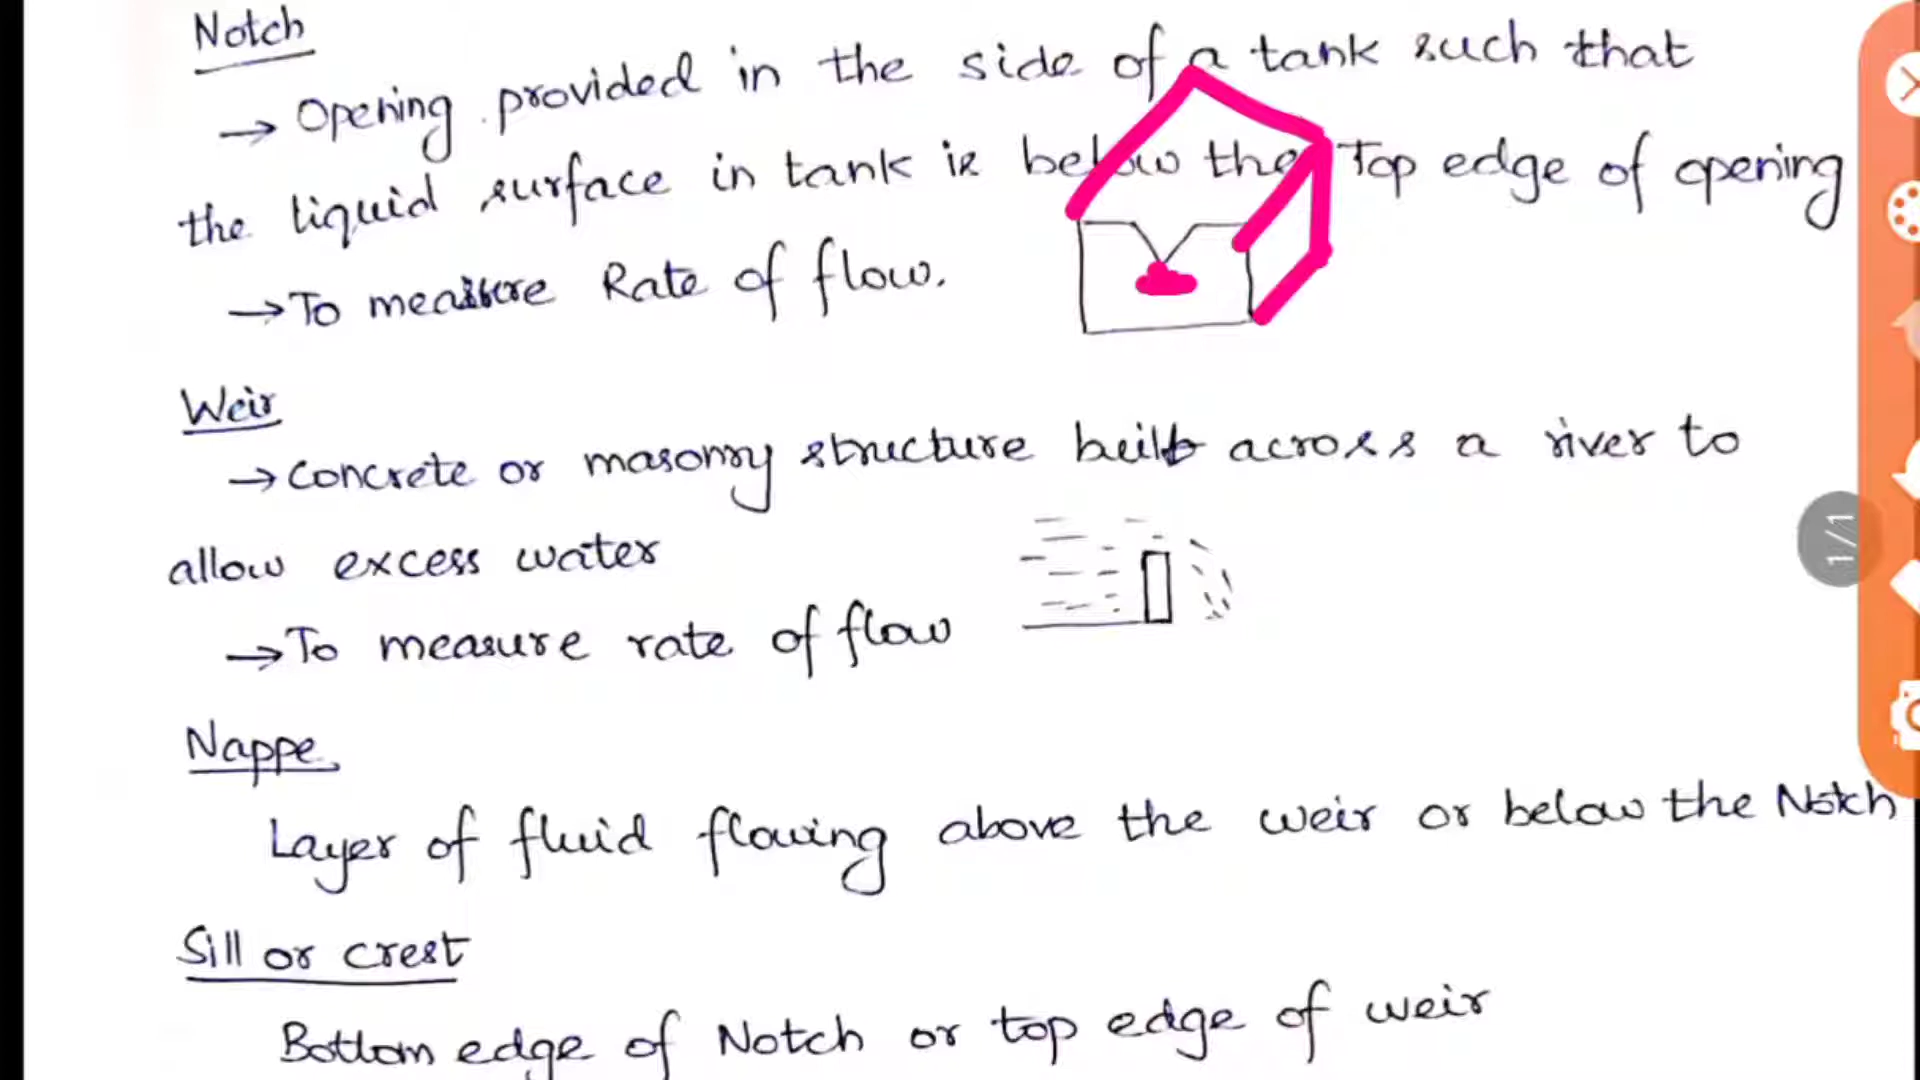 Notch
→ Opening provided in the side of a tank such that
the liquid surface in tank is below the Top edge of opening
→ To measure Rate of flow.
Weir
→ Concrete or masonry structure built across a river to
allow excess water
→ To measure rate of flow
Nappe
Layer of fluid flowing above the weir or below the Notch
Sill or crest
Bottom edge of Notch or top edge of weir
1/1